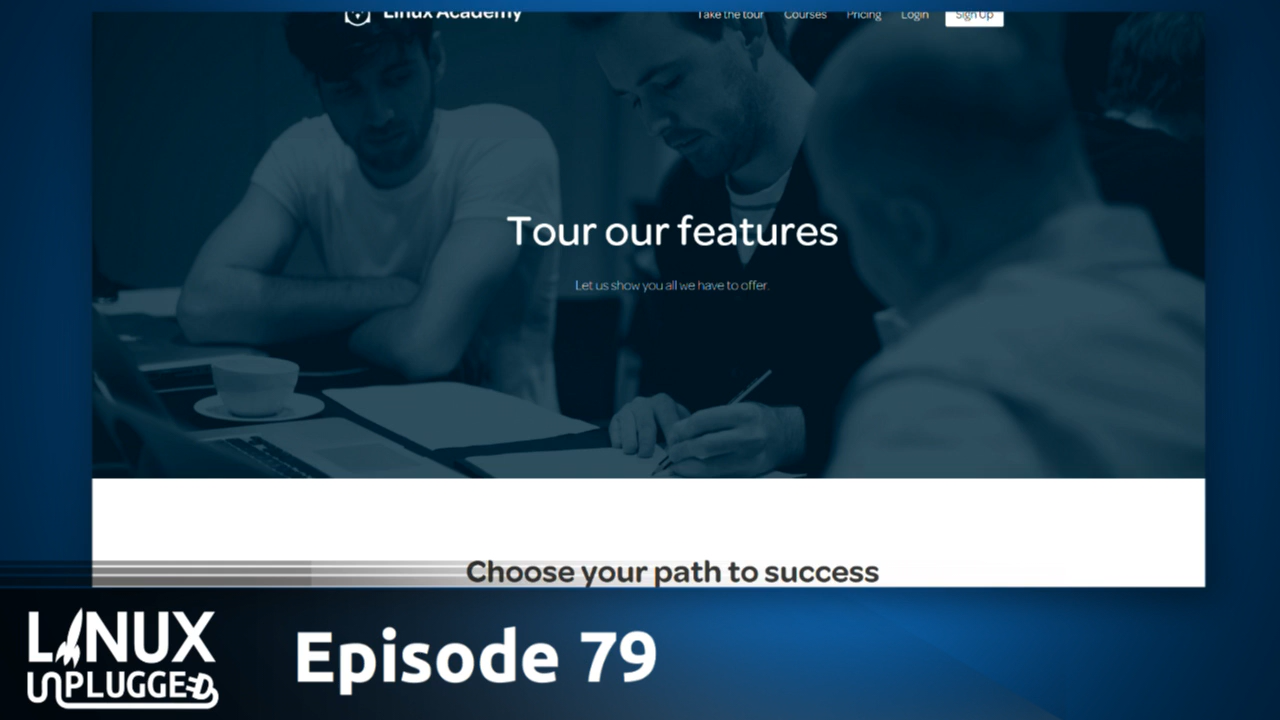 Linux Academy
Take the tour Courses Pricing Login Sign Up
Tour our features
Let us show you all we have to offer.
Choose your path to success
LINUX
UNPLUGGED
Episode 79